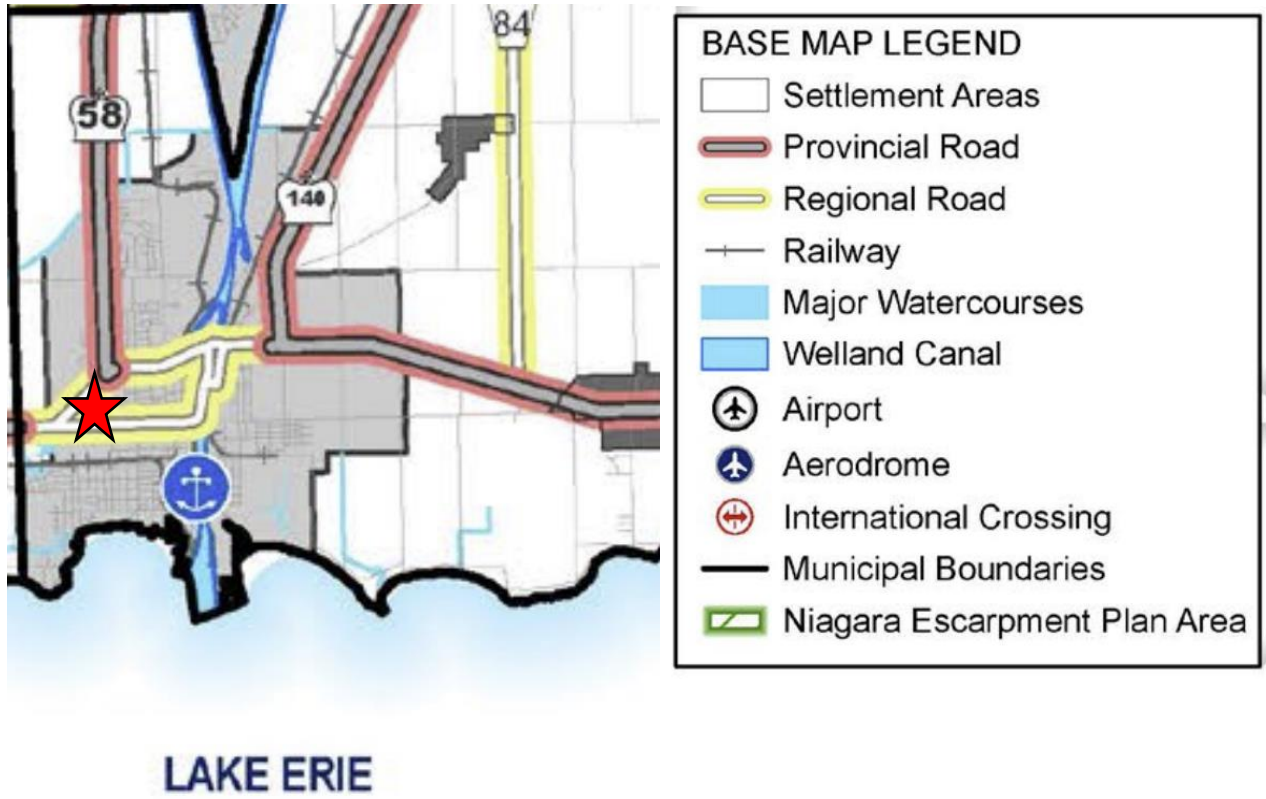 84
58
140
LAKE ERIE
BASE MAP LEGEND
Settlement Areas
Provincial Road
Regional Road
Railway
Major Watercourses
Welland Canal
Airport
Aerodrome
International Crossing
Municipal Boundaries
Niagara Escarpment Plan Area